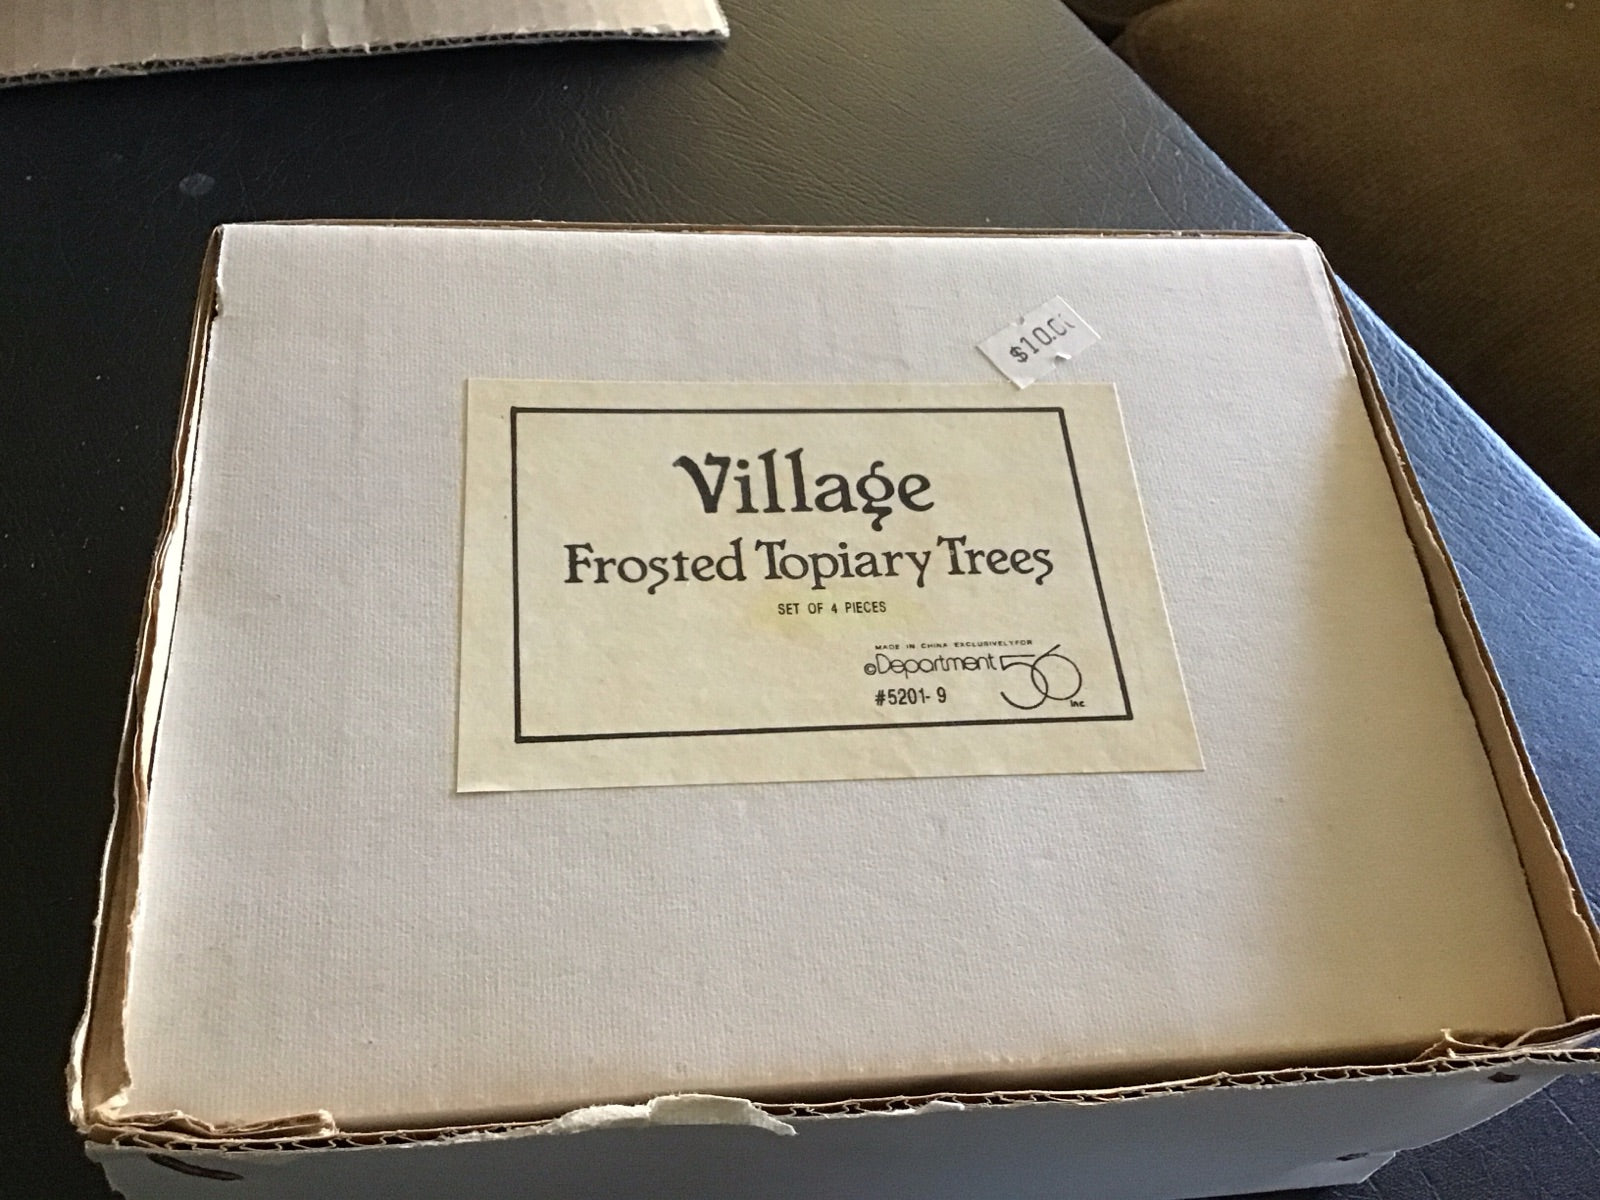 $10.0
Village
Frosted Topiary Trees
SET OF 4 PIECES
MADE IN CHINA EXCLUSIVELY FOR
©Department 56 inc
#5201-9